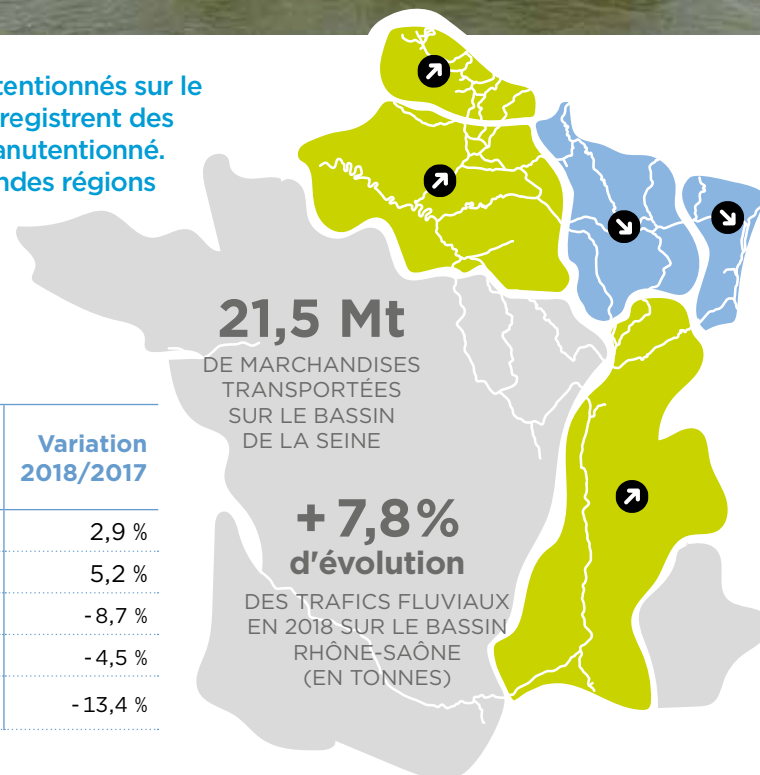 tentionnés sur le
registrent des
anutentionné.
ndes régions
21,5 Mt
DE MARCHANDISES
TRANSPORTÉES
SUR LE BASSIN
DE LA SEINE
+ 7,8 %
d'évolution
DES TRAFICS FLUVIAUX
EN 2018 SUR LE BASSIN
RHÔNE-SAÔNE
(EN TONNES)
Variation
2018/2017
2,9 %
5,2 %
-8,7 %
-4,5 %
-13,4 %